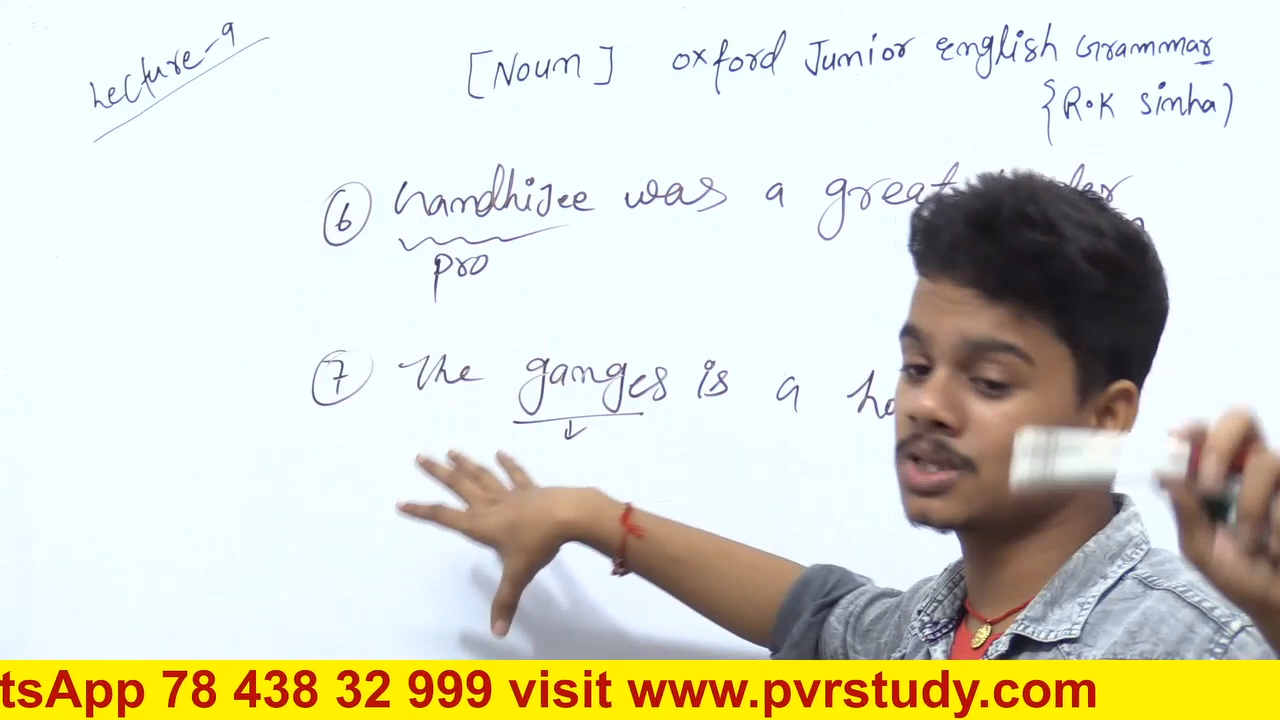 Lecture-9
[Noun] Oxford Junior English Grammar
{R.K Sinha)
6 GandhiJee was a great
pro
7 The ganges is a
tsApp 78 438 32 999 visit www.pvrstudy.com